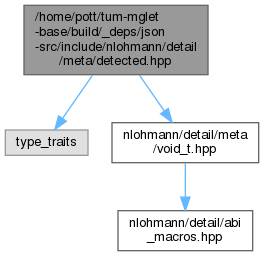 /home/pott/tum-mglet
-base/build/_deps/json
-src/include/nlohmann/detail
/meta/detected.hpp
type_traits
nlohmann/detail/meta
/void_t.hpp
nlohmann/detail/abi
_macros.hpp